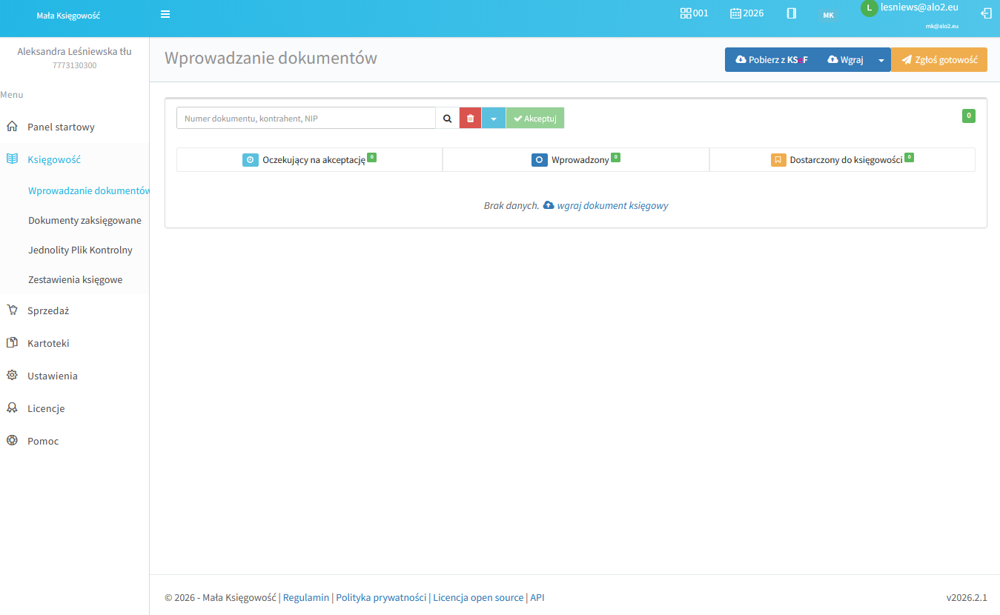 Mała Księgowość
001
2026
MK
L
lesniews@alo2.eu
mk@alo2.eu
Aleksandra Leśniewska tłu
7773130300
Menu
Panel startowy
Księgowość
Wprowadzanie dokumentów
Dokumenty zaksięgowane
Jednolity Plik Kontrolny
Zestawienia księgowe
Sprzedaż
Kartoteki
Ustawienia
Licencje
Pomoc
Wprowadzanie dokumentów
Pobierz z KSeF
Wgraj
Zgłoś gotowość
Numer dokumentu, kontrahent, NIP
Akceptuj
0
Oczekujący na akceptację 0
Wprowadzony 0
Dostarczony do księgowości 0
Brak danych. wgraj dokument księgowy
© 2026 - Mała Księgowość | Regulamin | Polityka prywatności | Licencja open source | API
v2026.2.1